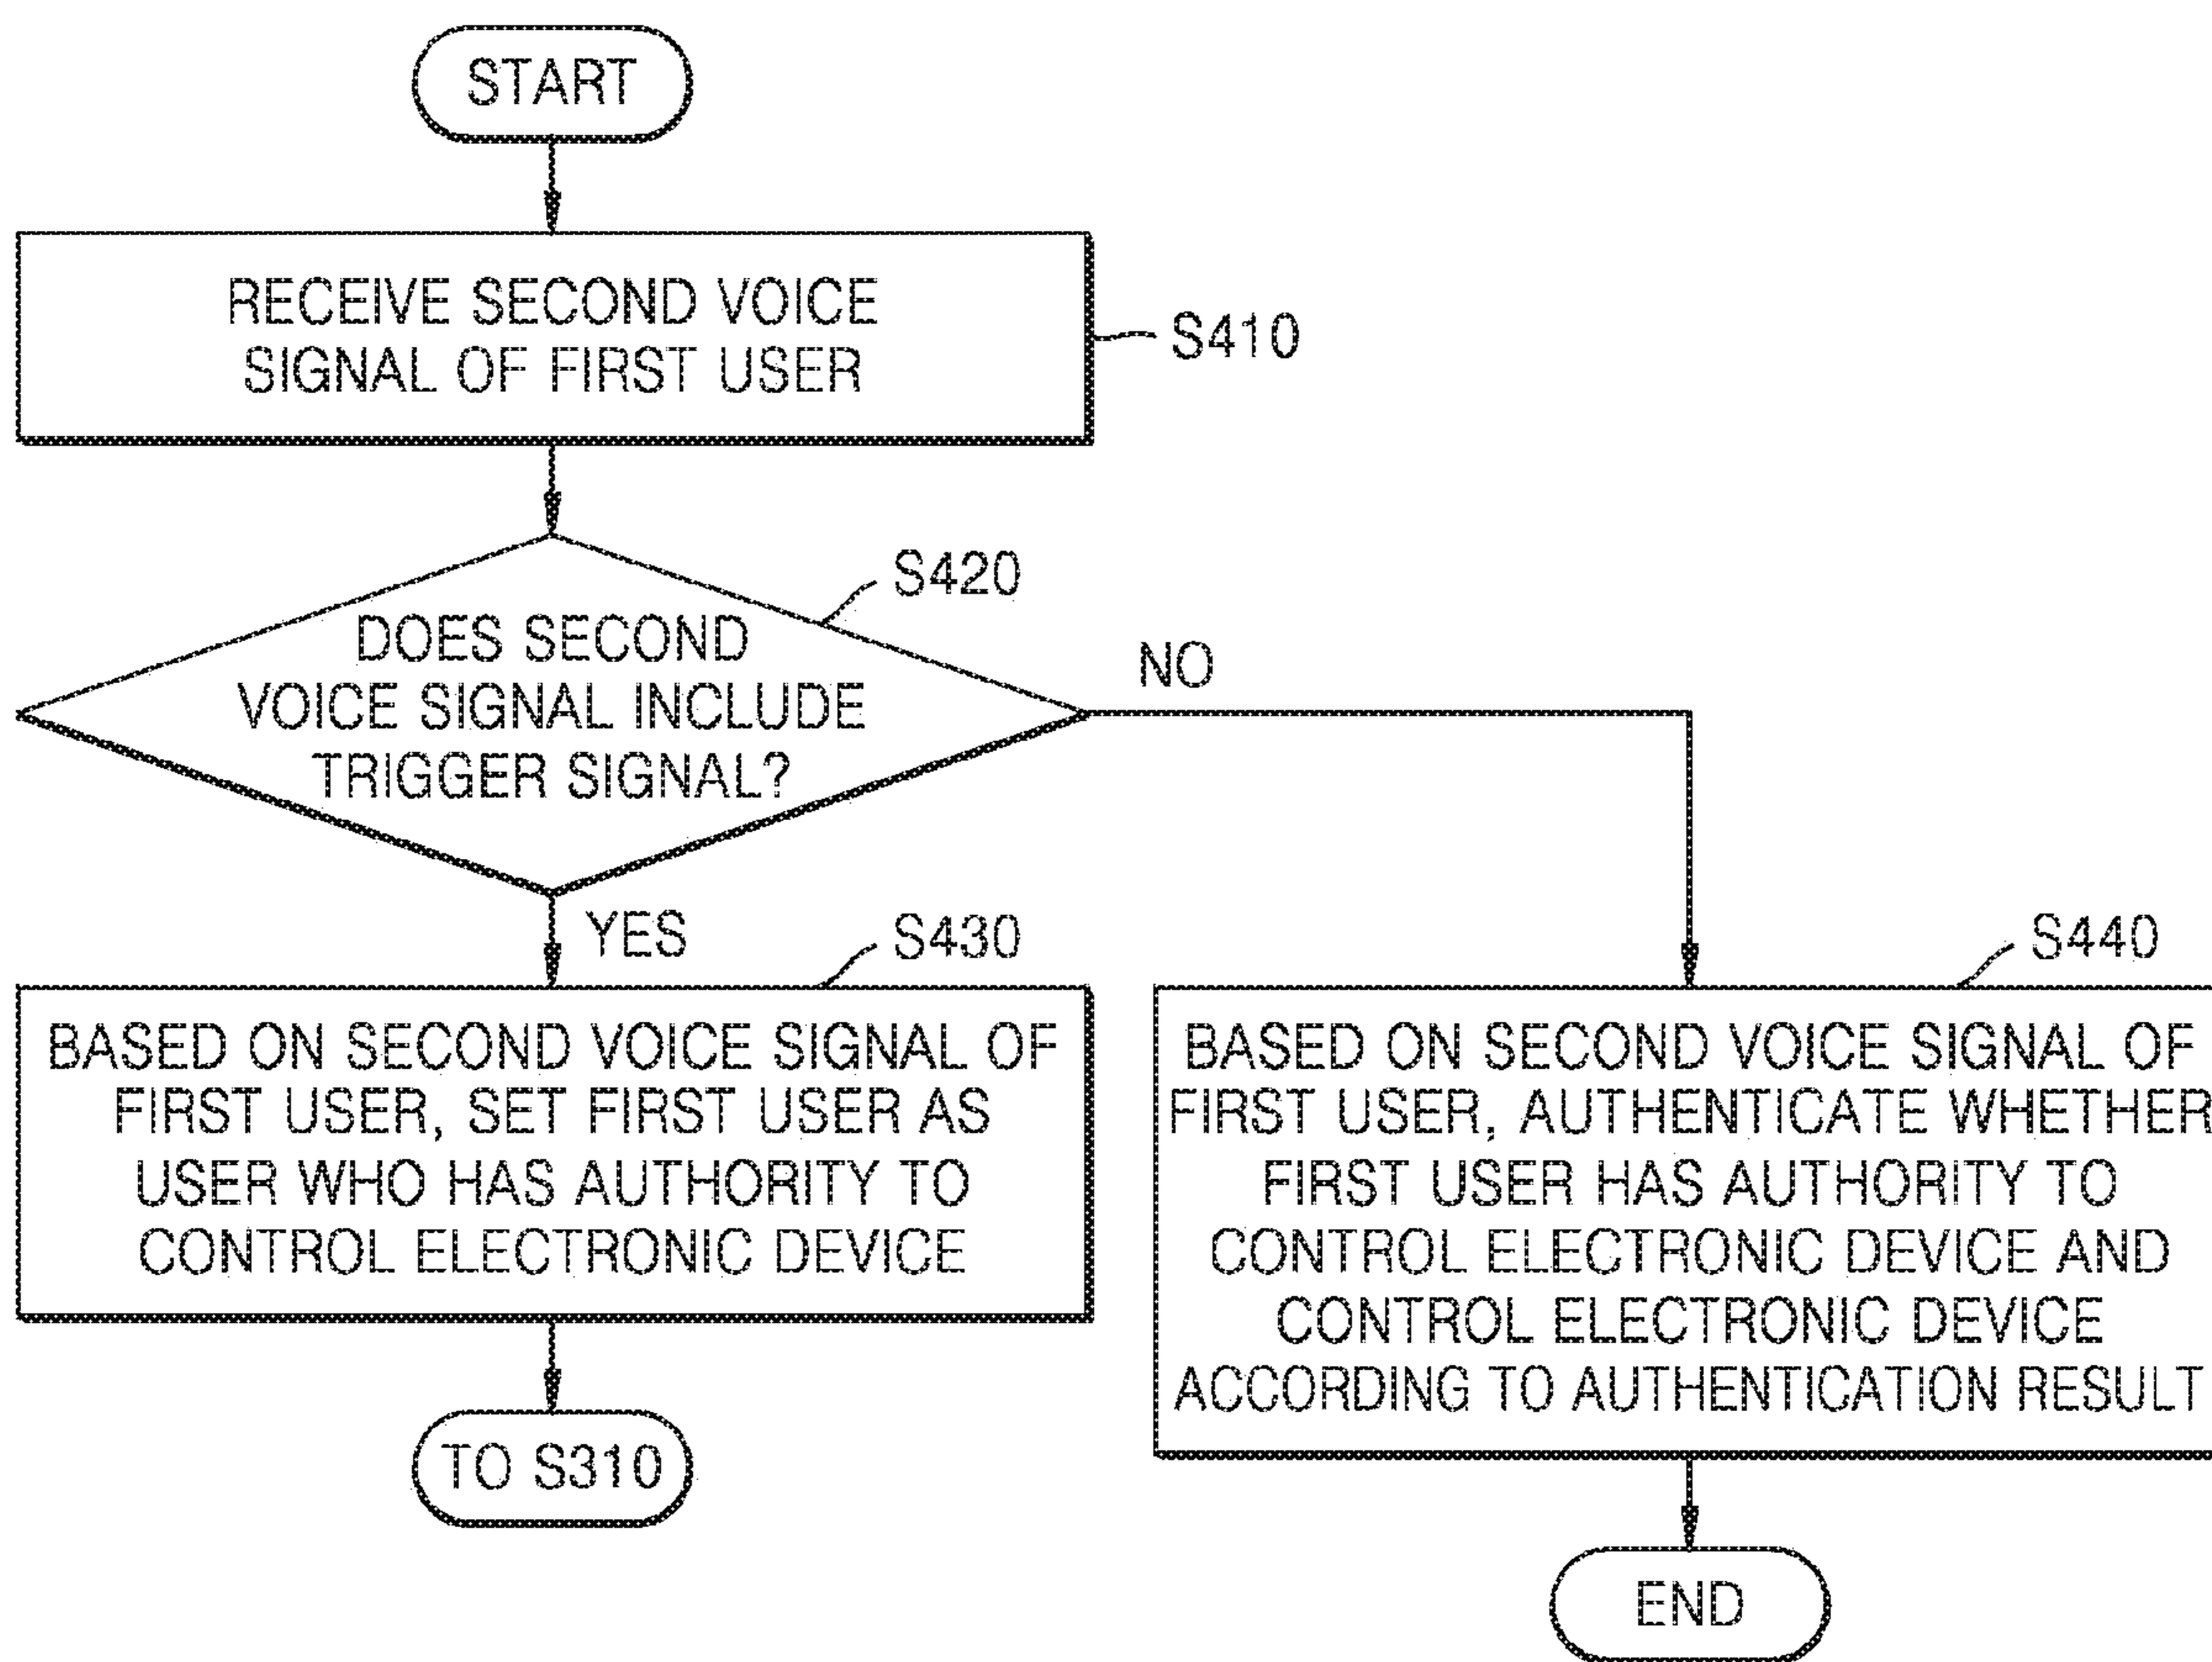 START
RECEIVE SECOND VOICE
SIGNAL OF FIRST USER
S410
S420
DOES SECOND
VOICE SIGNAL INCLUDE
TRIGGER SIGNAL?
NO
YES
S430
BASED ON SECOND VOICE SIGNAL OF
FIRST USER, SET FIRST USER AS
USER WHO HAS AUTHORITY TO
CONTROL ELECTRONIC DEVICE
TO S310
S440
BASED ON SECOND VOICE SIGNAL OF
FIRST USER, AUTHENTICATE WHETHER
FIRST USER HAS AUTHORITY TO
CONTROL ELECTRONIC DEVICE AND
CONTROL ELECTRONIC DEVICE
ACCORDING TO AUTHENTICATION RESULT
END